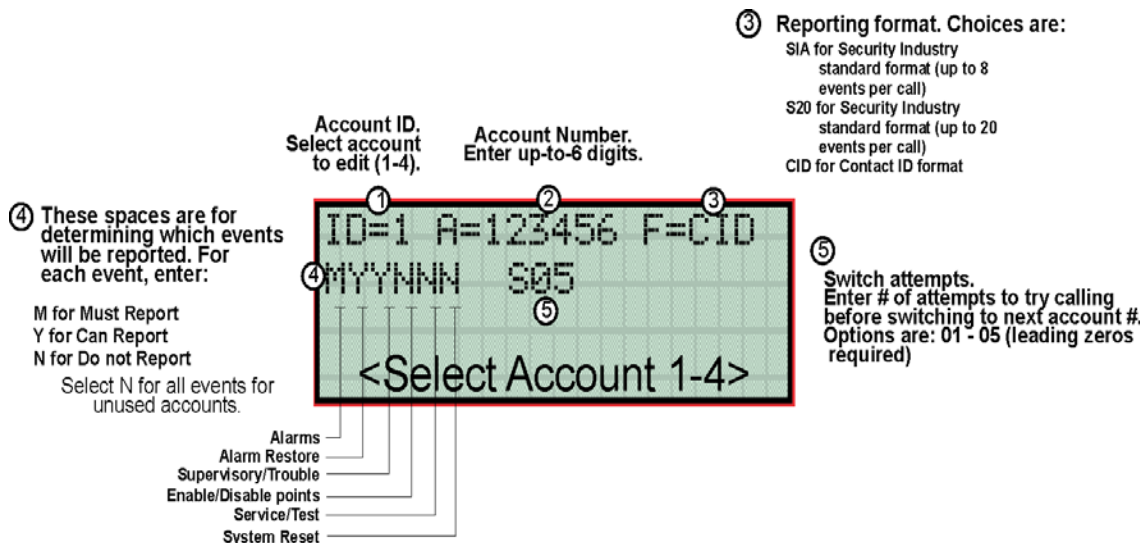 ③ Reporting format. Choices are:
SIA for Security Industry
standard format (up to 8
events per call)
S20 for Security Industry
standard format (up to 20
events per call)
CID for Contact ID format
Account ID.
Select account
to edit (1-4).
Account Number.
Enter up-to-6 digits.
④ These spaces are for
determining which events
will be reported. For
each event, enter:
M for Must Report
Y for Can Report
N for Do not Report
Select N for all events for
unused accounts.
① ② ③
ID=1 A=123456 F=CID
④ MYYNNN S05
⑤
<Select Account 1-4>
⑤
Switch attempts.
Enter # of attempts to try calling
before switching to next account #.
Options are: 01 - 05 (leading zeros
required)
Alarms
Alarm Restore
Supervisory/Trouble
Enable/Disable points
Service/Test
System Reset